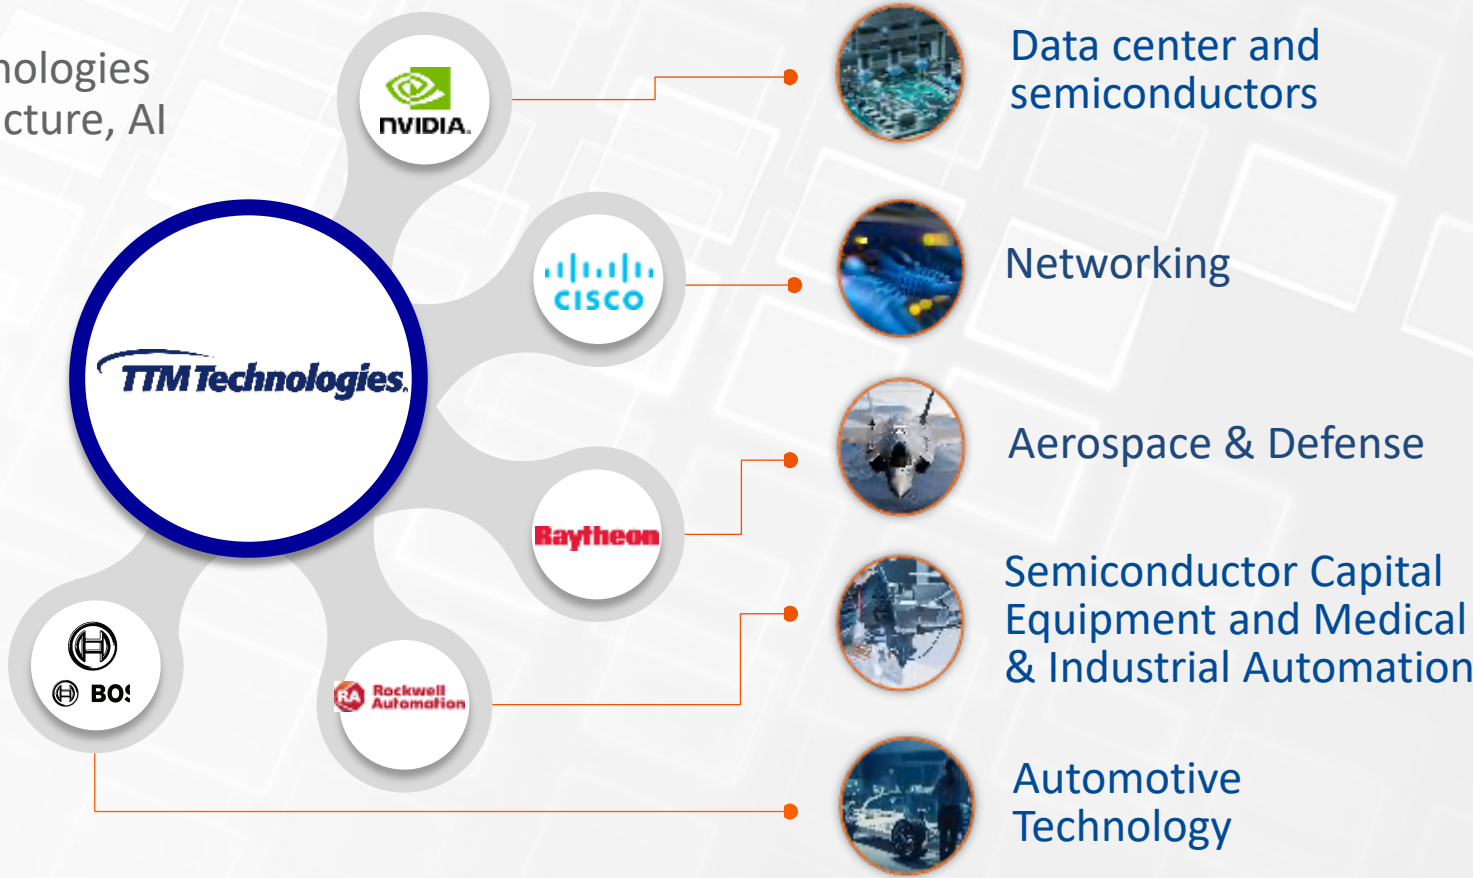 nologies
cture, AI
NVIDIA.
CISCO
TTM Technologies
Raytheon
BOS
RA Rockwell
Automation
Data center and
semiconductors
Networking
Aerospace & Defense
Semiconductor Capital
Equipment and Medical
& Industrial Automation
Automotive
Technology